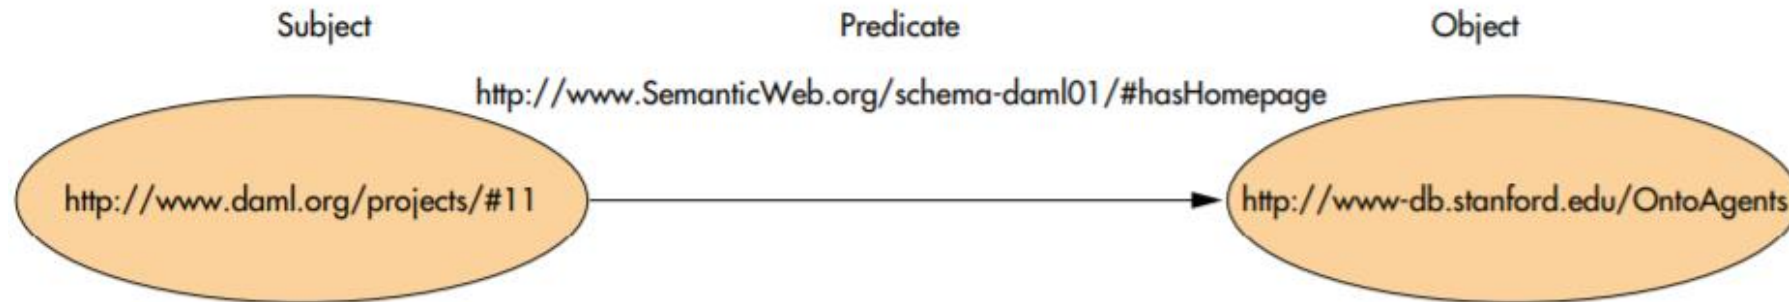 Subject Predicate Object
http://www.SemanticWeb.org/schema-daml01/#hasHomepage
http://www.daml.org/projects/#11 http://www-db.stanford.edu/OntoAgents